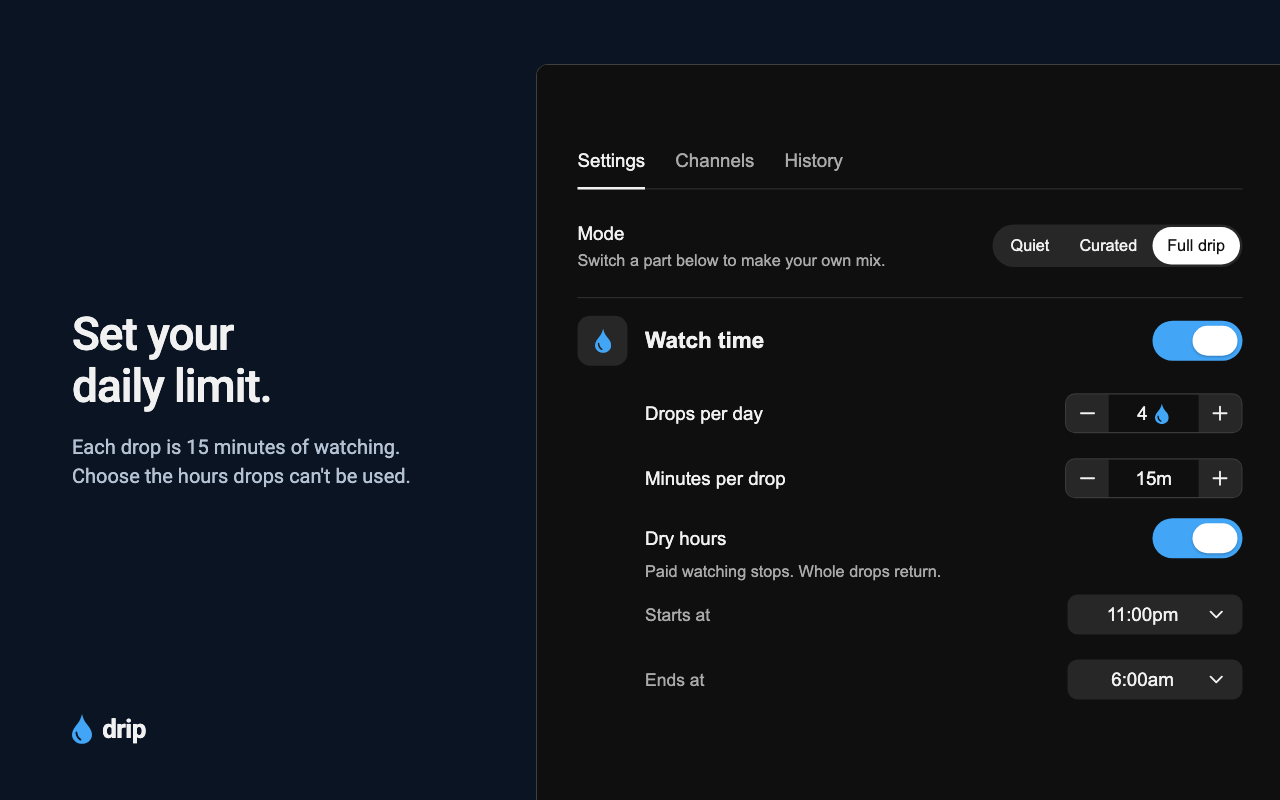 Set your
daily limit.
Each drop is 15 minutes of watching.
Choose the hours drops can't be used.
drip
Settings Channels History
Mode
Switch a part below to make your own mix.
Quiet Curated Full drip
Watch time
Drops per day
4
Minutes per drop
15m
Dry hours
Paid watching stops. Whole drops return.
Starts at
11:00pm
Ends at
6:00am